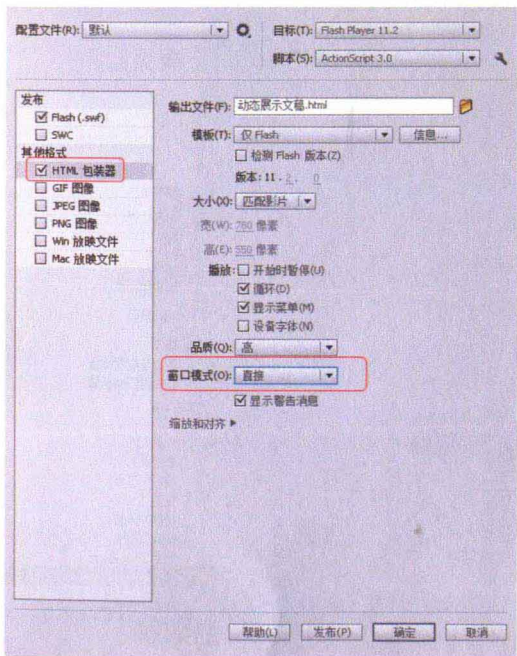 配置文件(R): 默认
目标(T): Flash Player 11.2
脚本(S): ActionScript 3.0
发布
Flash (.swf)
SWC
其他格式
HTML 包装器
GIF 图像
JPEG 图像
PNG 图像
Win 放映文件
Mac 放映文件
输出文件(F): 动态展示文稿.html
模板(T): 仅 Flash 信息...
检测 Flash 版本(Z)
版本: 11 . 2 . 0
大小(X): 匹配影片
宽(W): 780 像素
高(E): 550 像素
播放: 开始时暂停(U)
循环(D)
显示菜单(M)
设备字体(N)
品质(Q): 高
窗口模式(O): 直接
显示警告消息
缩放和对齐
帮助(L) 发布(P) 确定 取消